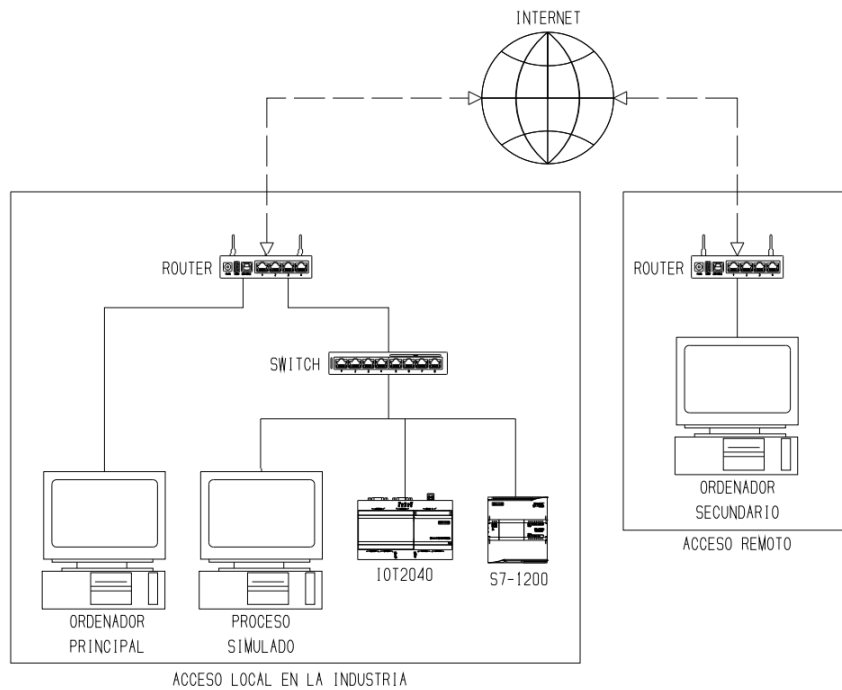 INTERNET
ROUTER
ROUTER
SWITCH
ORDENADOR
PRINCIPAL
PROCESO
SIMULADO
IOT2040
S7-1200
ORDENADOR
SECUNDARIO
ACCESO REMOTO
ACCESO LOCAL EN LA INDUSTRIA